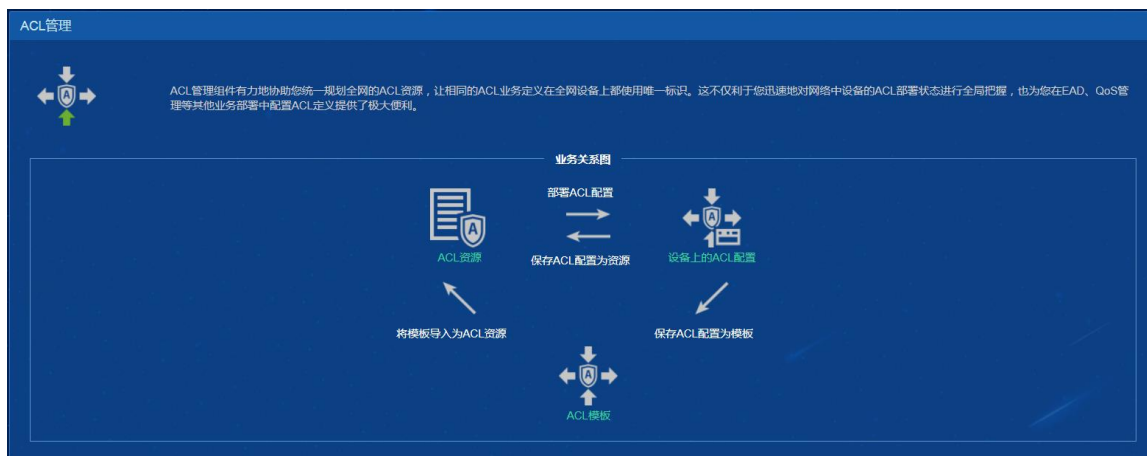 ACL管理
ACL管理组件有力地协助您统一规划全网的ACL资源，让相同的ACL业务定义在全网设备上都使用唯一标识。这不仅利于您迅速地对网络中设备的ACL部署状态进行全局把握，也为您在EAD、QoS管
理等其他业务部署中配置ACL定义提供了极大便利。
业务关系图
部署ACL配置
ACL资源
保存ACL配置为资源
设备上的ACL配置
将模板导入为ACL资源
保存ACL配置为模板
ACL模板